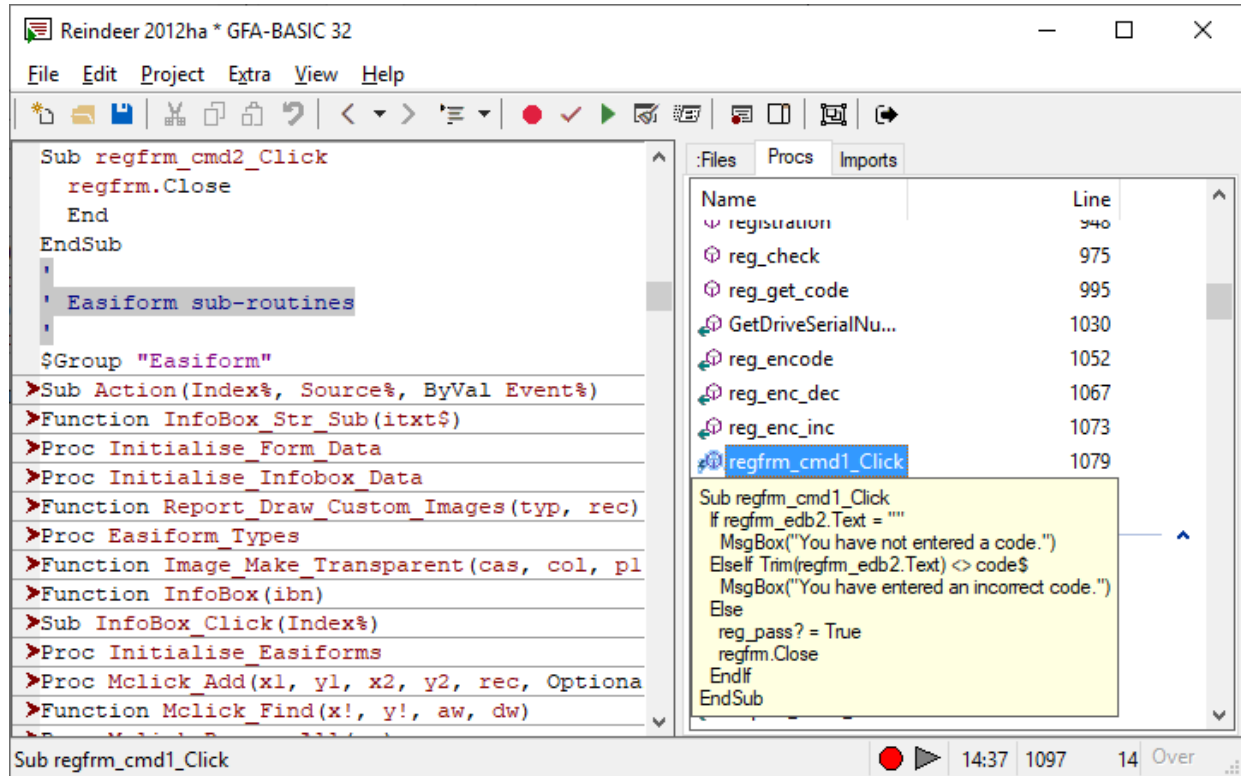 Reindeer 2012ha * GFA-BASIC 32
File Edit Project Extra View Help
Sub regfrm_cmd2_Click
regfrm.Close
End
EndSub
'
' Easiform sub-routines
'
$Group "Easiform"
Sub Action(Index%, Source%, ByVal Event%)
Function InfoBox_Str_Sub(itxt$)
Proc Initialise_Form_Data
Proc Initialise_Infobox_Data
Function Report_Draw_Custom_Images(typ, rec)
Proc Easiform_Types
Function Image_Make_Transparent(cas, col, pl
Function InfoBox(ibn)
Sub InfoBox_Click(Index%)
Proc Initialise_Easiforms
Proc Mclick_Add(x1, y1, x2, y2, rec, Optiona
Function Mclick_Find(x!, y!, aw, dw)
:Files Procs Imports
Name Line
registration 948
reg_check 975
reg_get_code 995
GetDriveSerialNu... 1030
reg_encode 1052
reg_enc_dec 1067
reg_enc_inc 1073
regfrm_cmd1_Click 1079
Sub regfrm_cmd1_Click
If regfrm_edb2.Text = ""
MsgBox("You have not entered a code.")
ElseIf Trim(regfrm_edb2.Text) <> code$
MsgBox("You have entered an incorrect code.")
Else
reg_pass? = True
regfrm.Close
EndIf
EndSub
Sub regfrm_cmd1_Click 14:37 1097 14 Over